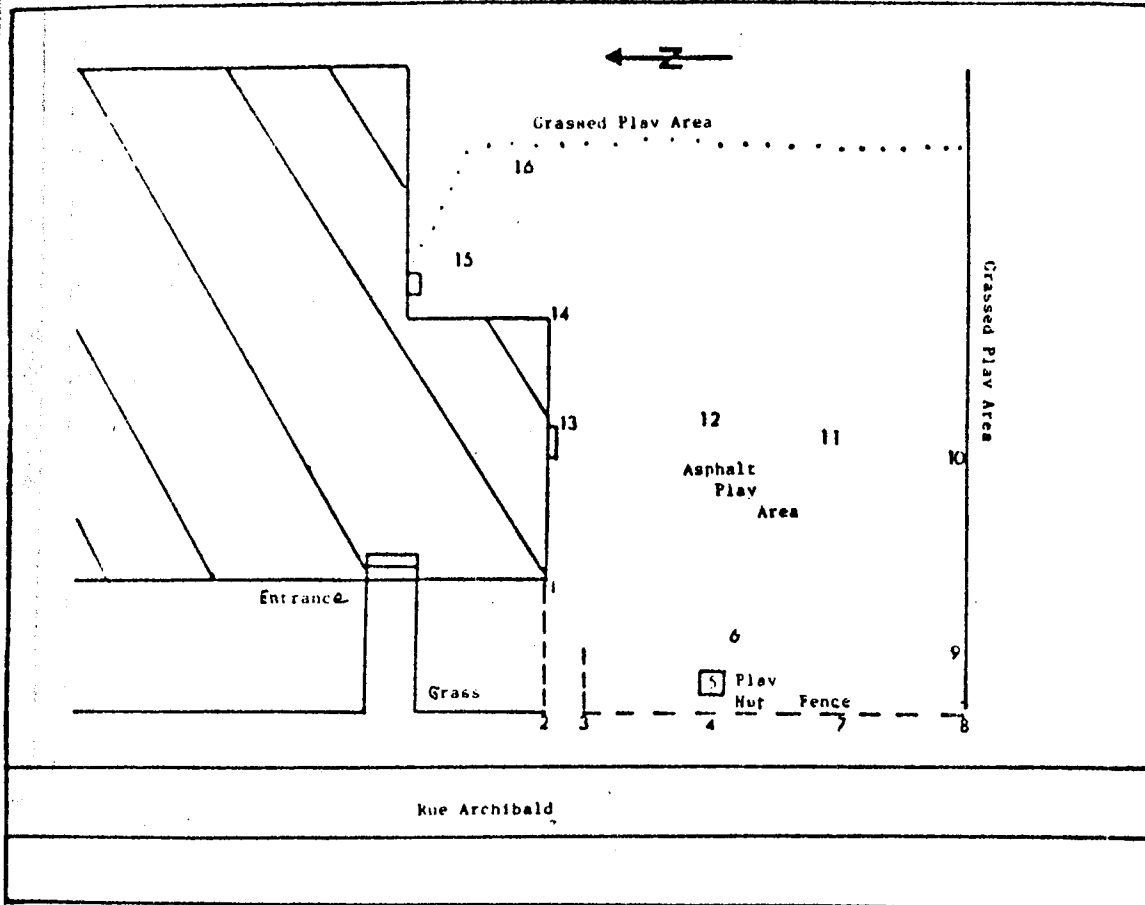 N
Grassed Play Area
16
15
14
13
12
11
Grassed Play Area
10
Asphalt
Play
Area
1
Entrance
6
9
5 Play
Hut Fence
Grass
2 3 4 7 8
Rue Archibald